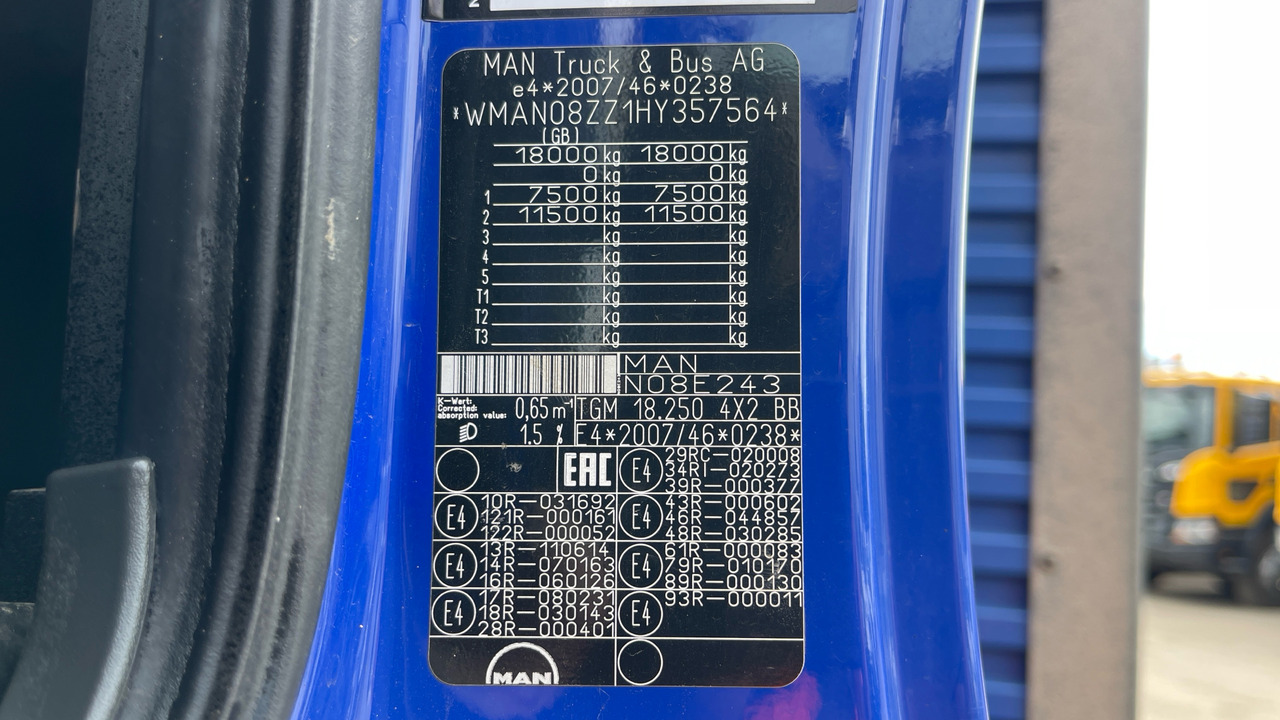 2
MAN Truck & Bus AG
e4*2007/46*0238
*WMAN08ZZ1HY357564*
(GB)
18000 kg 18000 kg
0 kg 0 kg
1 7500 kg 7500 kg
2 11500 kg 11500 kg
3 kg kg
4 kg kg
5 kg kg
T1 kg kg
T2 kg kg
T3 kg kg
MAN
N08E243
K-Wert:
Corrected
absorption value: 0,65 m⁻¹
TGM 18.250 4X2 BB
1.5 %
E4*2007/46*0238*
EAC
E4
29RC-020008
34RI-020273
39R-000377
E4
10R-031692
121R-000161
122R-000052
E4
43R-000602
46R-044857
48R-030285
E4
13R-110614
14R-070163
16R-060126
E4
61R-000083
79R-010170
89R-000130
E4
17R-080231
18R-030143
28R-000401
E4
93R-000011
MAN